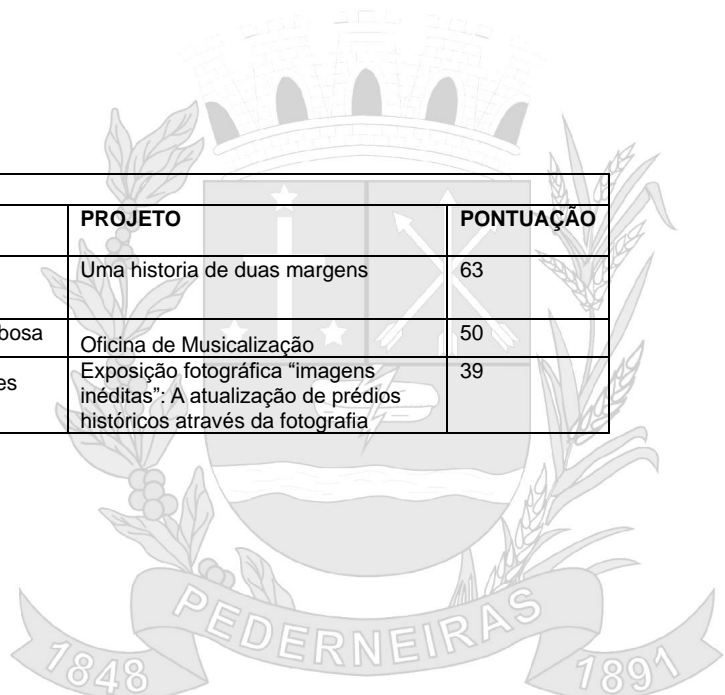 PROJETO PONTUAÇÃO
Uma historia de duas margens 63
bosa Oficina de Musicalização 50
es Exposição fotográfica “imagens 39
inéditas”: A atualização de prédios
históricos através da fotografia
PEDERNEIRAS
1848 1891